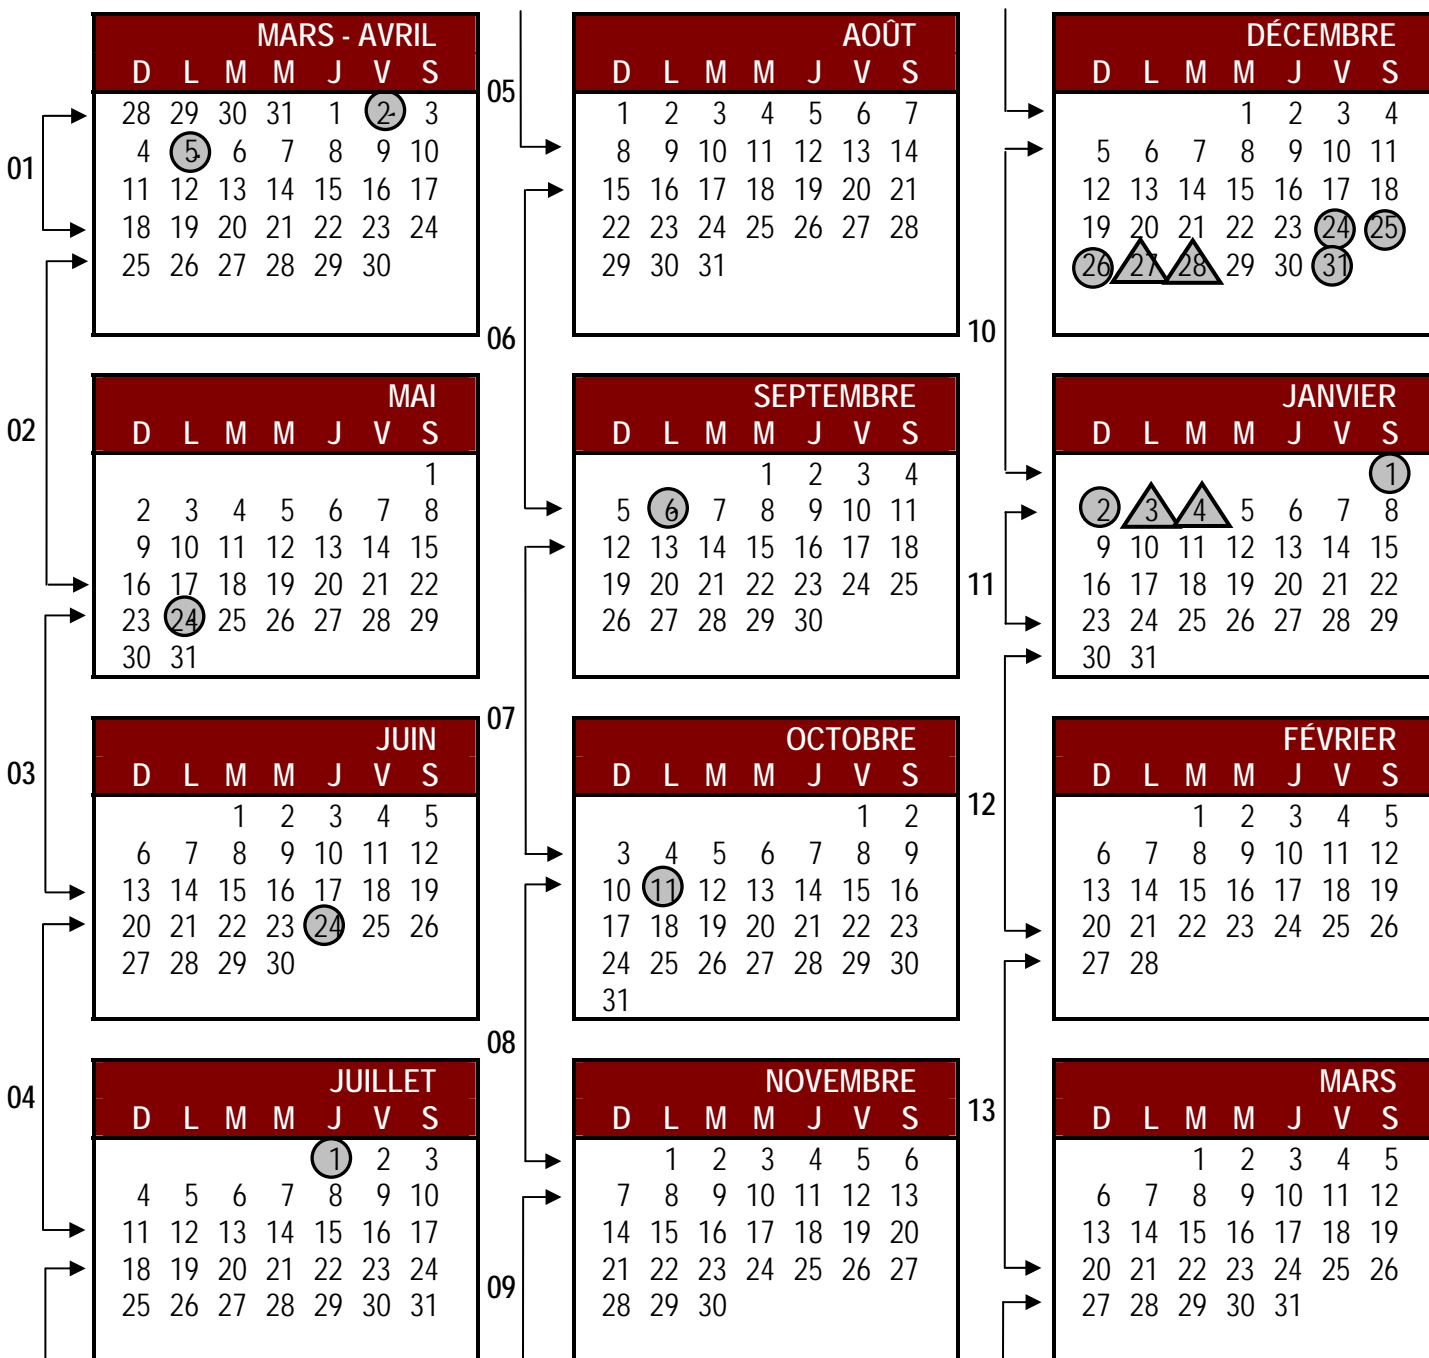 MARS - AVRIL
D L M M J V S
28 29 30 31 1 2 3
4 5 6 7 8 9 10
11 12 13 14 15 16 17
18 19 20 21 22 23 24
25 26 27 28 29 30
01
02
MAI
D L M M J V S
1
2 3 4 5 6 7 8
9 10 11 12 13 14 15
16 17 18 19 20 21 22
23 24 25 26 27 28 29
30 31
03
JUIN
D L M M J V S
1 2 3 4 5
6 7 8 9 10 11 12
13 14 15 16 17 18 19
20 21 22 23 24 25 26
27 28 29 30
04
JUILLET
D L M M J V S
1 2 3
4 5 6 7 8 9 10
11 12 13 14 15 16 17
18 19 20 21 22 23 24
25 26 27 28 29 30 31
05
AOÛT
D L M M J V S
1 2 3 4 5 6 7
8 9 10 11 12 13 14
15 16 17 18 19 20 21
22 23 24 25 26 27 28
29 30 31
06
SEPTEMBRE
D L M M J V S
1 2 3 4
5 6 7 8 9 10 11
12 13 14 15 16 17 18
19 20 21 22 23 24 25
26 27 28 29 30
07
OCTOBRE
D L M M J V S
1 2
3 4 5 6 7 8 9
10 11 12 13 14 15 16
17 18 19 20 21 22 23
24 25 26 27 28 29 30
31
08
NOVEMBRE
D L M M J V S
1 2 3 4 5 6
7 8 9 10 11 12 13
14 15 16 17 18 19 20
21 22 23 24 25 26 27
28 29 30
09
DÉCEMBRE
D L M M J V S
1 2 3 4
5 6 7 8 9 10 11
12 13 14 15 16 17 18
19 20 21 22 23 24 25
26 27 28 29 30 31
10
JANVIER
D L M M J V S
1
2 3 4 5 6 7 8
9 10 11 12 13 14 15
16 17 18 19 20 21 22
23 24 25 26 27 28 29
30 31
11
12
FÉVRIER
D L M M J V S
1 2 3 4 5
6 7 8 9 10 11 12
13 14 15 16 17 18 19
20 21 22 23 24 25 26
27 28
13
MARS
D L M M J V S
1 2 3 4 5
6 7 8 9 10 11 12
13 14 15 16 17 18 19
20 21 22 23 24 25 26
27 28 29 30 31